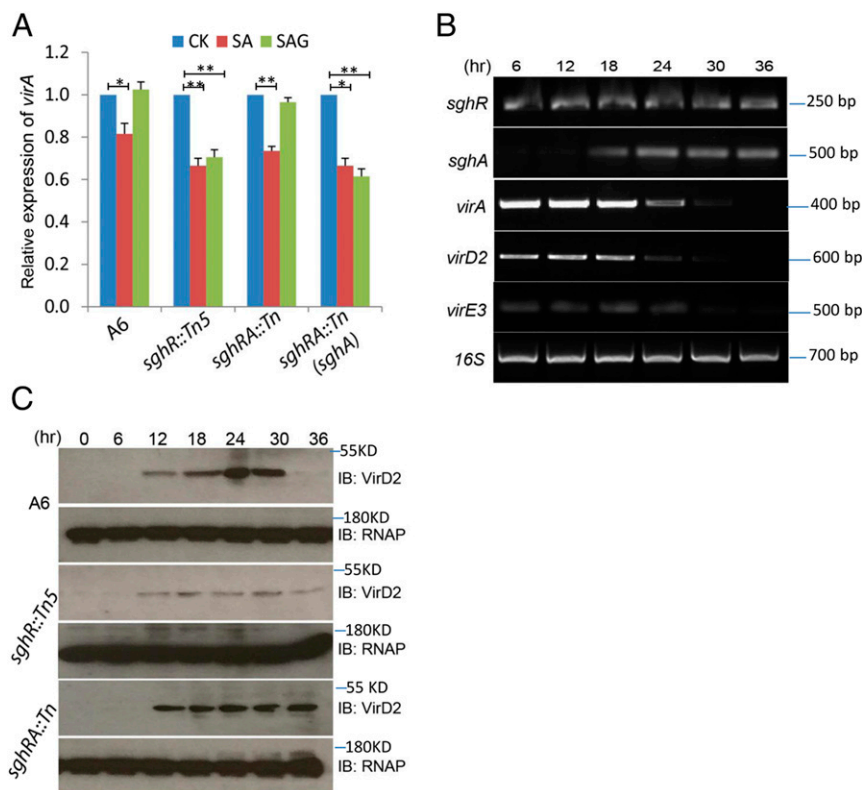 A
CK SA SAG
Relative expression of virA
1.2
1.0
0.8
0.6
0.4
0.2
0.0
*
**
**
**
**
*
A6
sghR::Tn5
sghRA::Tn
sghRA::Tn
(sghA)
B
(hr) 6 12 18 24 30 36
sghR 250 bp
sghA 500 bp
virA 400 bp
virD2 600 bp
virE3 500 bp
16S 700 bp
C
(hr) 0 6 12 18 24 30 36
A6
55KD
IB: VirD2
180KD
IB: RNAP
sghR::Tn5
55KD
IB: VirD2
180KD
IB: RNAP
sghRA::Tn
55 KD
IB: VirD2
180KD
IB: RNAP